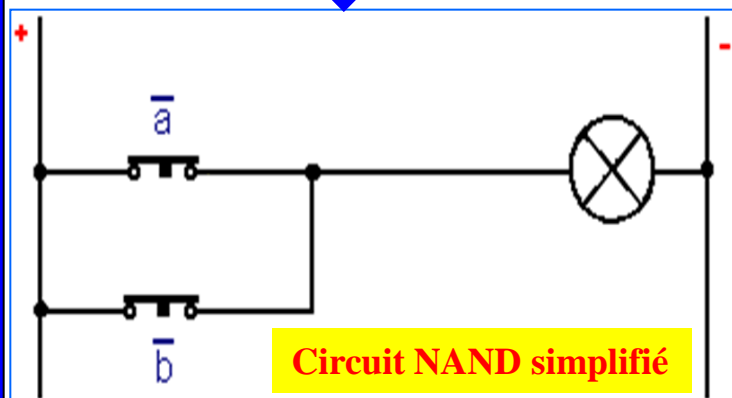 +
-
a̅
b̅
Circuit NAND simplifié